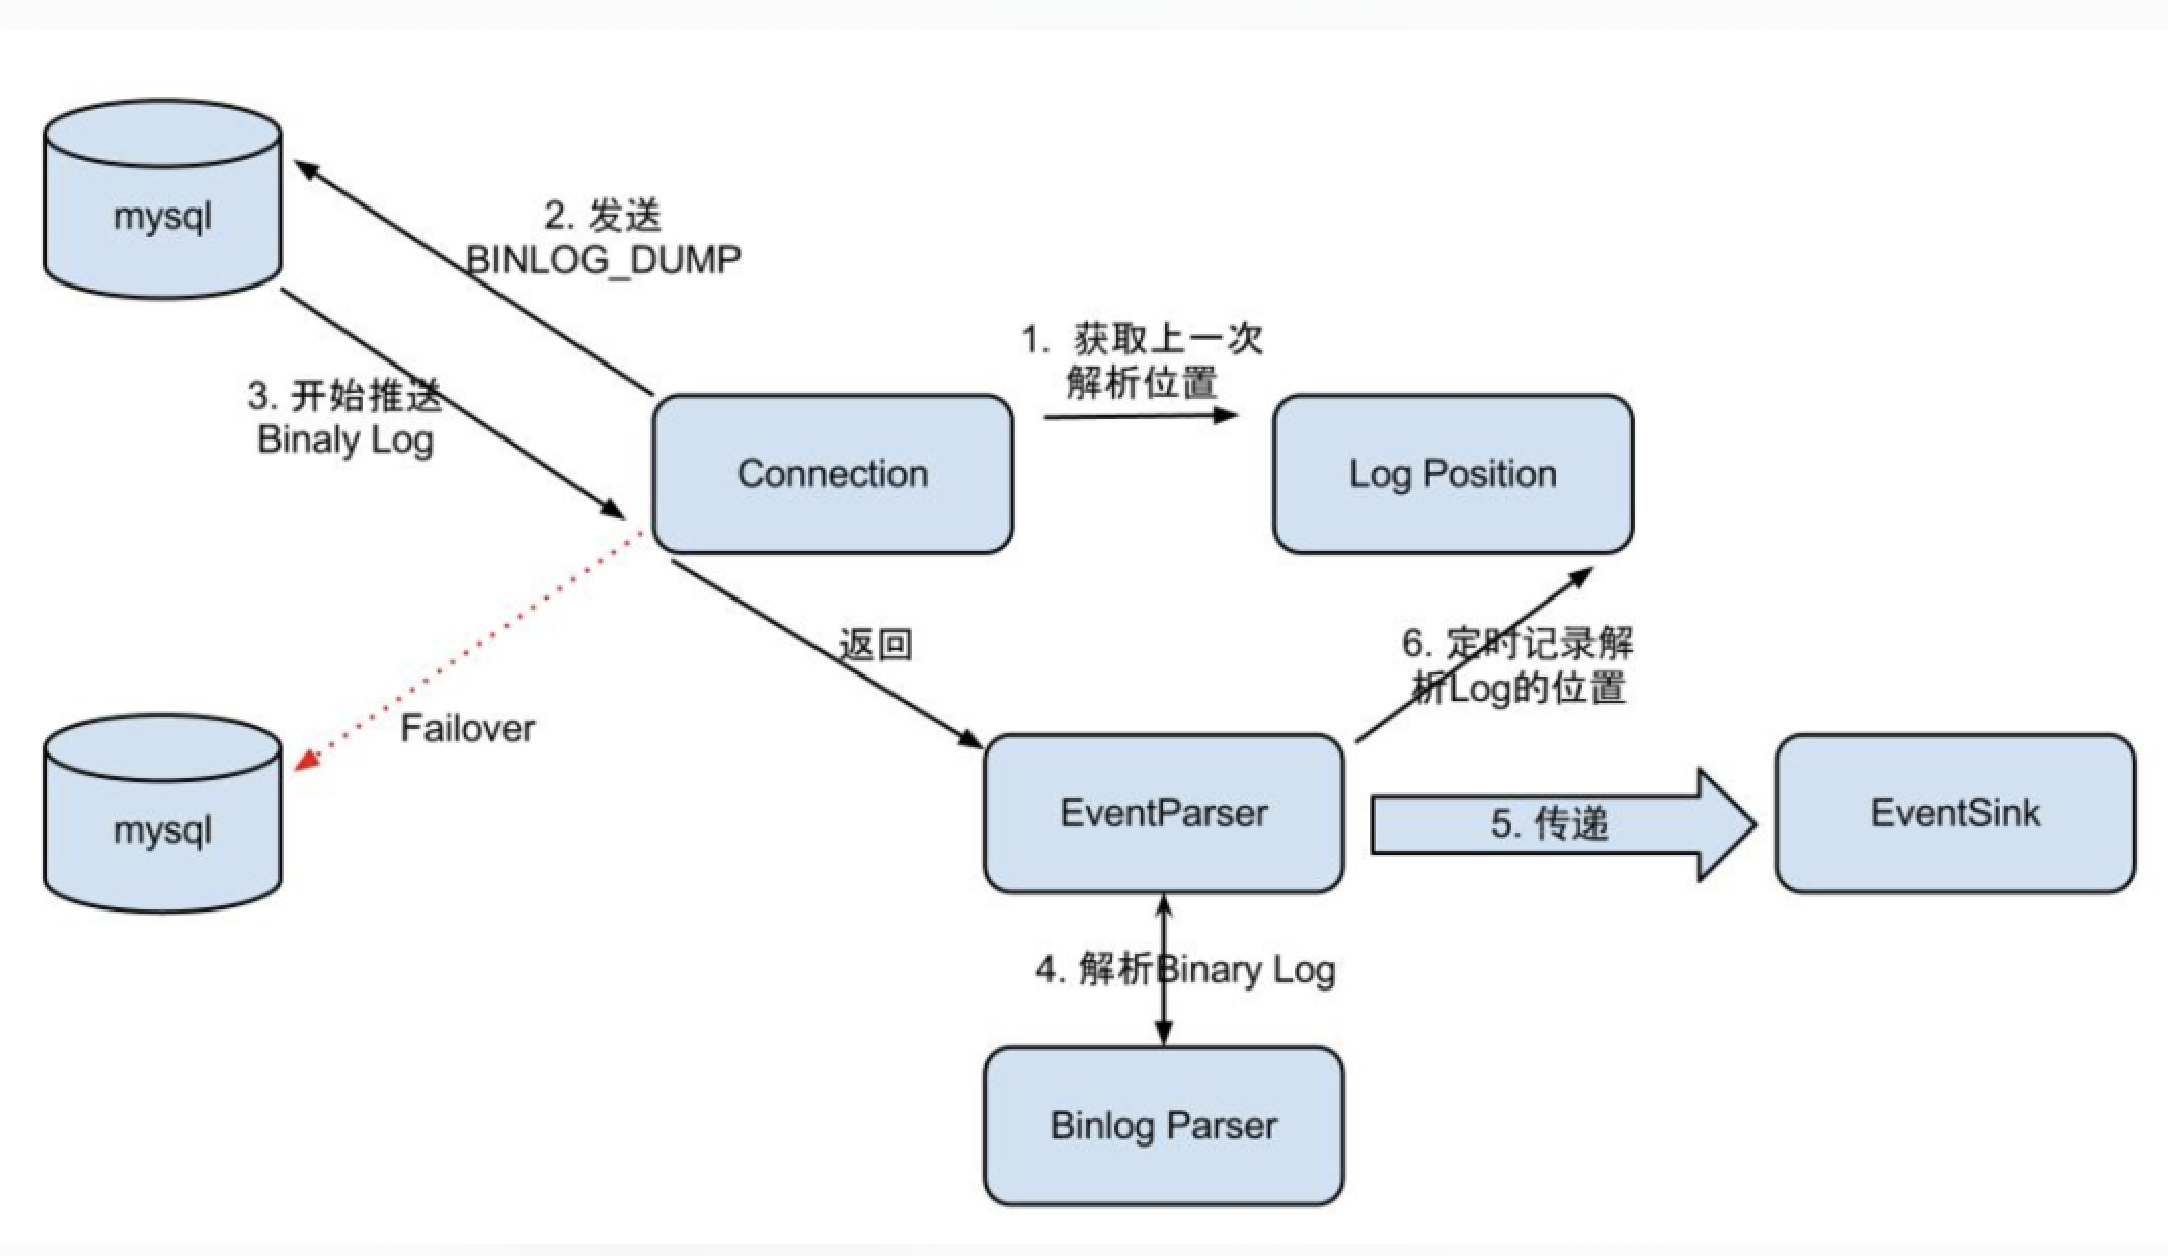 mysql
2. 发送
BINLOG_DUMP
1. 获取上一次
解析位置
3. 开始推送
Binaly Log
Connection
Log Position
返回
6. 定时记录解
析Log的位置
Failover
mysql
EventParser
5. 传递
EventSink
4. 解析Binary Log
Binlog Parser